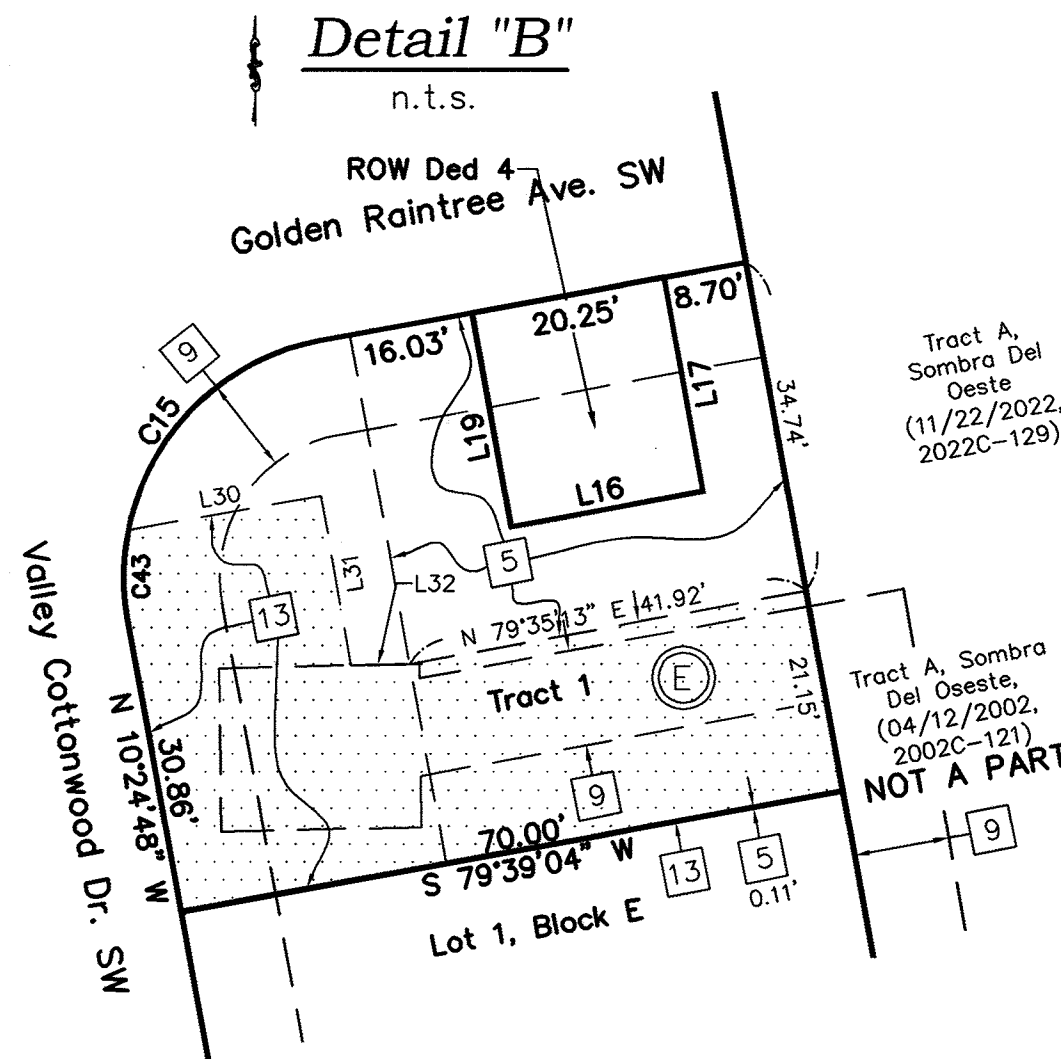 Detail "B"
n.t.s.
ROW Ded 4
Golden Raintree Ave. SW
8.70'
20.25'
16.03'
9
Tract A,
Sombra Del
Oeste
(11/22/2022,
2022C-129)
C15
L17
34.74'
L19
L16
L30
5
C43
L31
L32
13
N 79°35'13" E 41.92'
Valley Cottonwood Dr. SW
Tract 1
E
21.15'
Tract A, Sombra
Del Oseste,
(04/12/2002,
2002C-121)
NOT A PART
N 10°24'48" W
30.86'
9
9
70.00'
S 79°39'04" W
13
5
0.11'
Lot 1, Block E